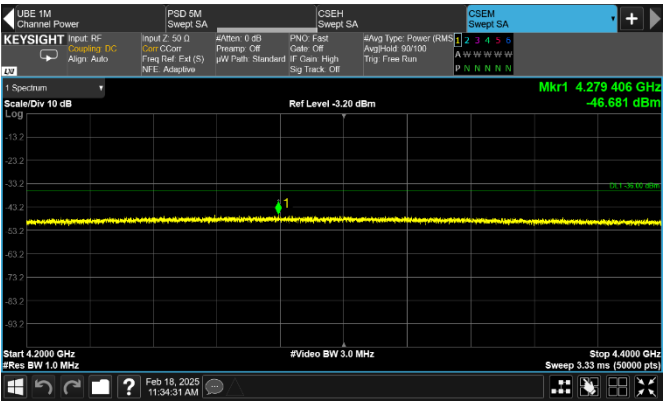 UBE 1M
Channel Power
PSD 5M
Swept SA
CSEH
Swept SA
CSEM
Swept SA
KEYSIGHT
Input: RF
Coupling: DC
Align: Auto
Input Z: 50 Ω
Corr CCorr
Freq Ref: Ext (S)
NFE: Adaptive
#Atten: 0 dB
Preamp: Off
µW Path: Standard
PNO: Fast
Gate: Off
IF Gain: High
Sig Track: Off
#Avg Type: Power (RMS
Avg|Hold: 90/100
Trig: Free Run
1 2 3 4 5 6
A W W W W W
P N N N N N
LXI
1 Spectrum
Scale/Div 10 dB
Ref Level -3.20 dBm
Mkr1 4.279 406 GHz
-46.681 dBm
Log
-13.2
-23.2
-33.2
DL1 -36.00 dBm
-43.2
1
-53.2
-63.2
-73.2
-83.2
-93.2
Start 4.2000 GHz
#Video BW 3.0 MHz
Stop 4.4000 GHz
#Res BW 1.0 MHz
Sweep 3.33 ms (50000 pts)
?
Feb 18, 2025
11:34:31 AM